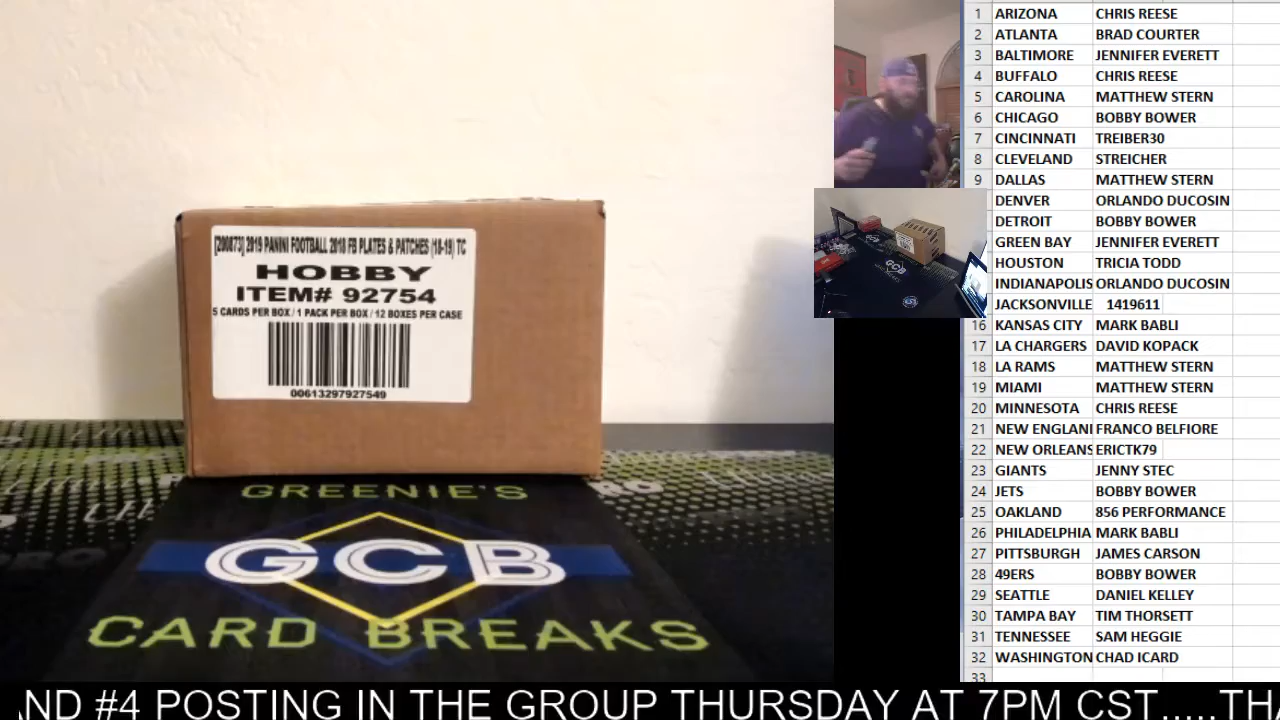 [200873] 2019 PANINI FOOTBALL 2018 FB PLATES & PATCHES (18-19) TC
HOBBY
ITEM# 92754
5 CARDS PER BOX / 1 PACK PER BOX / 12 BOXES PER CASE
00613297927549
GREENIE'S
GCB
CARD BREAKS
GCB
1 ARIZONA CHRIS REESE
2 ATLANTA BRAD COURTER
3 BALTIMORE JENNIFER EVERETT
4 BUFFALO CHRIS REESE
5 CAROLINA MATTHEW STERN
6 CHICAGO BOBBY BOWER
7 CINCINNATI TREIBER30
8 CLEVELAND STREICHER
9 DALLAS MATTHEW STERN
DENVER ORLANDO DUCOSIN
DETROIT BOBBY BOWER
GREEN BAY JENNIFER EVERETT
HOUSTON TRICIA TODD
INDIANAPOLIS ORLANDO DUCOSIN
JACKSONVILLE 1419611
16 KANSAS CITY MARK BABLI
17 LA CHARGERS DAVID KOPACK
18 LA RAMS MATTHEW STERN
19 MIAMI MATTHEW STERN
20 MINNESOTA CHRIS REESE
21 NEW ENGLAN FRANCO BELFIORE
22 NEW ORLEANS ERICTK79
23 GIANTS JENNY STEC
24 JETS BOBBY BOWER
25 OAKLAND 856 PERFORMANCE
26 PHILADELPHIA MARK BABLI
27 PITTSBURGH JAMES CARSON
28 49ERS BOBBY BOWER
29 SEATTLE DANIEL KELLEY
30 TAMPA BAY TIM THORSETT
31 TENNESSEE SAM HEGGIE
32 WASHINGTON CHAD ICARD
33
ND #4 POSTING IN THE GROUP THURSDAY AT 7PM CST.....THA